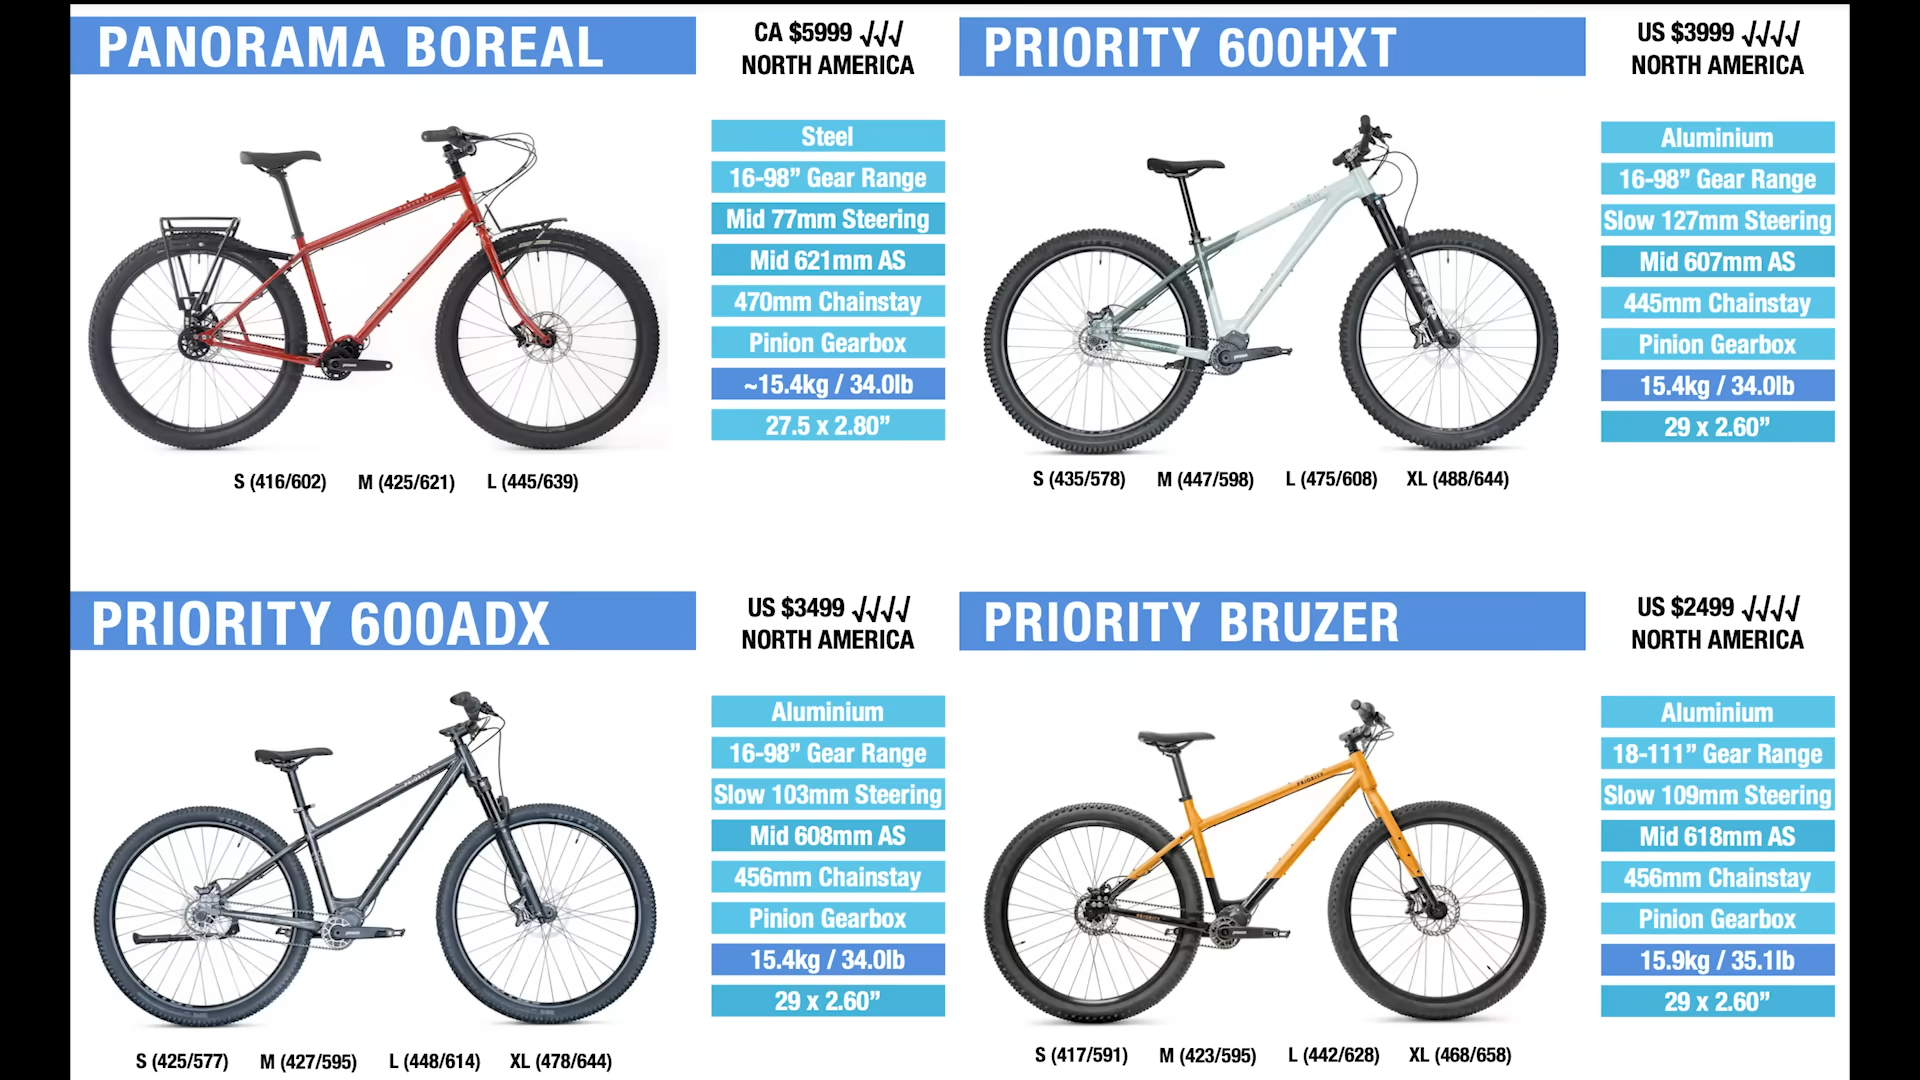 PANORAMA BOREAL
CA $5999 ✓✓✓
NORTH AMERICA
Steel
16-98” Gear Range
Mid 77mm Steering
Mid 621mm AS
470mm Chainstay
Pinion Gearbox
~15.4kg / 34.0lb
27.5 x 2.80”
S (416/602) M (425/621) L (445/639)
PRIORITY 600HXT
US $3999 ✓✓✓✓
NORTH AMERICA
Aluminium
16-98” Gear Range
Slow 127mm Steering
Mid 607mm AS
445mm Chainstay
Pinion Gearbox
15.4kg / 34.0lb
29 x 2.60”
S (435/578) M (447/598) L (475/608) XL (488/644)
PRIORITY 600ADX
US $3499 ✓✓✓✓
NORTH AMERICA
PRIORITY
Aluminium
16-98” Gear Range
Slow 103mm Steering
Mid 608mm AS
456mm Chainstay
Pinion Gearbox
15.4kg / 34.0lb
29 x 2.60”
S (425/577) M (427/595) L (448/614) XL (478/644)
PRIORITY BRUZER
US $2499 ✓✓✓✓
NORTH AMERICA
PRIORITY
PRIORITY
Aluminium
18-111” Gear Range
Slow 109mm Steering
Mid 618mm AS
456mm Chainstay
Pinion Gearbox
15.9kg / 35.1lb
29 x 2.60”
S (417/591) M (423/595) L (442/628) XL (468/658)